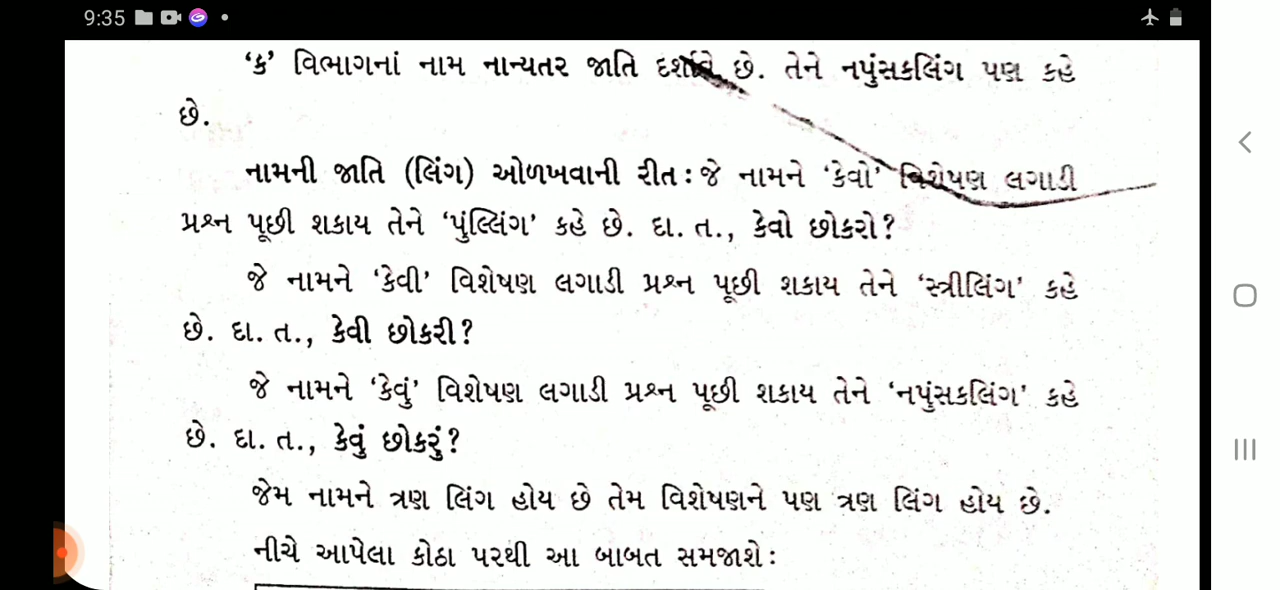 9:35
'ક' વિભાગનાં નામ નાન્યતર જાતિ દર્શાવે છે. તેને નપુંસકલિંગ પણ કહે
છે.
નામની જાતિ (લિંગ) ઓળખવાની રીત : જે નામને 'કેવો' વિશેષણ લગાડી
પ્રશ્ન પૂછી શકાય તેને 'પુંલ્લિંગ' કહે છે. દા. ત., કેવો છોકરો?
જે નામને 'કેવી' વિશેષણ લગાડી પ્રશ્ન પૂછી શકાય તેને 'સ્ત્રીલિંગ' કહે
છે. દા. ત., કેવી છોકરી?
જે નામને 'કેવું' વિશેષણ લગાડી પ્રશ્ન પૂછી શકાય તેને 'નપુંસકલિંગ' કહે
છે. દા. ત., કેવું છોકરું?
જેમ નામને ત્રણ લિંગ હોય છે તેમ વિશેષણને પણ ત્રણ લિંગ હોય છે.
નીચે આપેલા કોઠા પરથી આ બાબત સમજાશે :